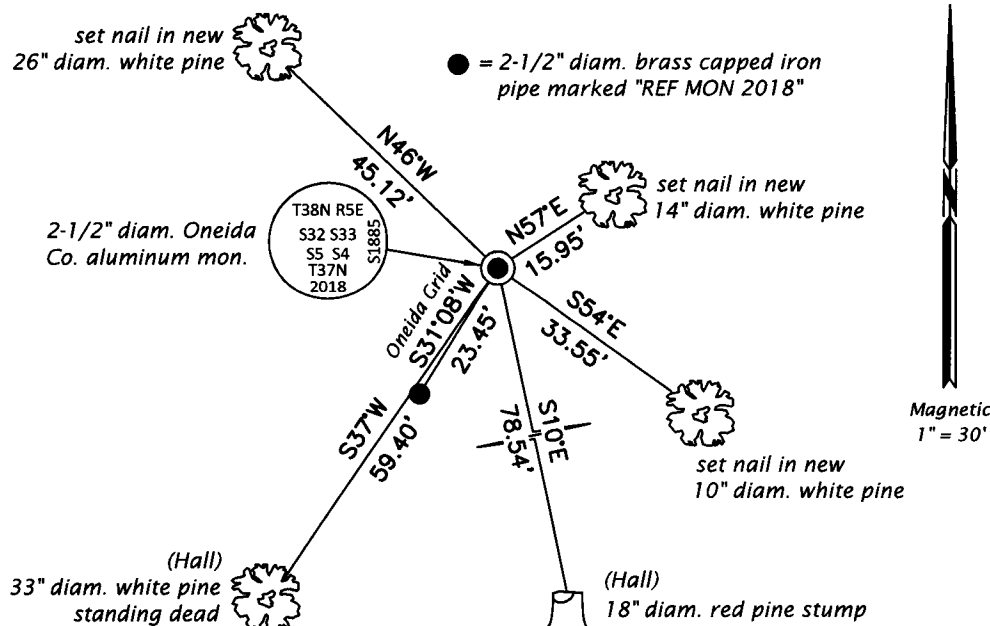 set nail in new
26" diam. white pine
= 2-1/2" diam. brass capped iron
pipe marked "REF MON 2018"
N46°W
45.12'
set nail in new
14" diam. white pine
N57°E
15.95'
2-1/2" diam. Oneida
Co. aluminum mon.
T38N R5E
S32 S33
S5 S4
T37N
2018
S1885
Oneida Grid
S31°08'W
23.45'
S54°E
33.55'
S37°W
59.40'
S10°E
78.54'
N
Magnetic
1" = 30'
set nail in new
10" diam. white pine
(Hall)
33" diam. white pine
standing dead
(Hall)
18" diam. red pine stump